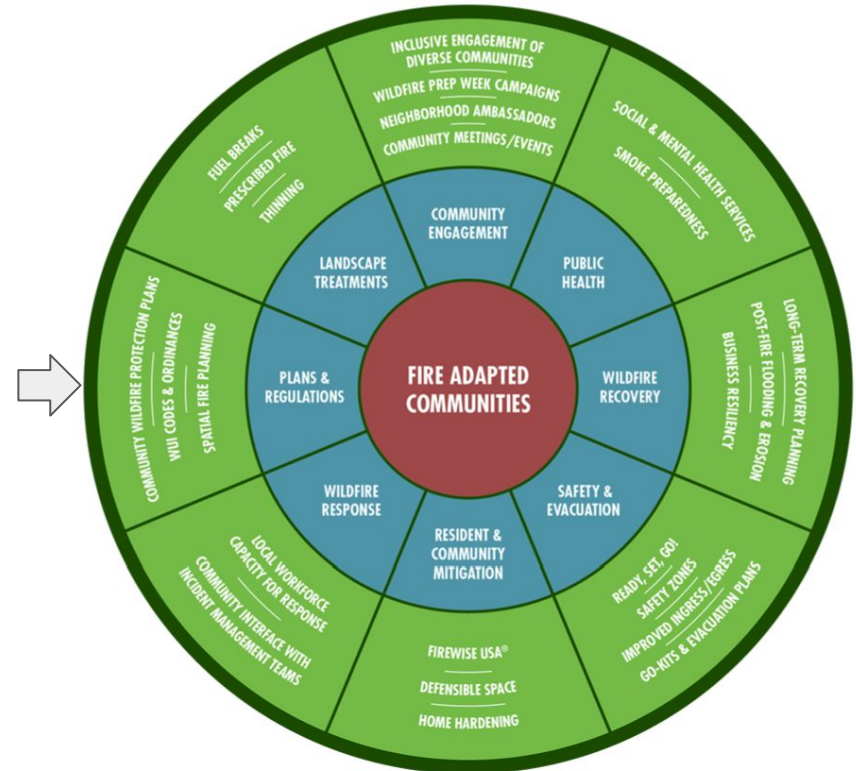 INCLUSIVE ENGAGEMENT OF
DIVERSE COMMUNITIES
WILDFIRE PREP WEEK CAMPAIGNS
NEIGHBORHOOD AMBASSADORS
COMMUNITY MEETINGS/EVENTS
COMMUNITY
ENGAGEMENT
SOCIAL & MENTAL HEALTH SERVICES
SMOKE PREPAREDNESS
PUBLIC
HEALTH
LONG-TERM RECOVERY PLANNING
POST-FIRE FLOODING & EROSION
BUSINESS RESILIENCY
WILDFIRE
RECOVERY
READY, SET, GO!
SAFETY ZONES
IMPROVED INGRESS/EGRESS
GO-KITS & EVACUATION PLANS
SAFETY &
EVACUATION
RESIDENT &
COMMUNITY
MITIGATION
FIREWISE USA®
DEFENSIBLE SPACE
HOME HARDENING
WILDFIRE
RESPONSE
LOCAL WORKFORCE
CAPACITY FOR RESPONSE
COMMUNITY INTERFACE WITH
INCIDENT MANAGEMENT TEAMS
PLANS &
REGULATIONS
COMMUNITY WILDFIRE PROTECTION PLANS
WUI CODES & ORDINANCES
SPATIAL FIRE PLANNING
LANDSCAPE
TREATMENTS
FUEL BREAKS
PRESCRIBED FIRE
THINNING
FIRE ADAPTED
COMMUNITIES